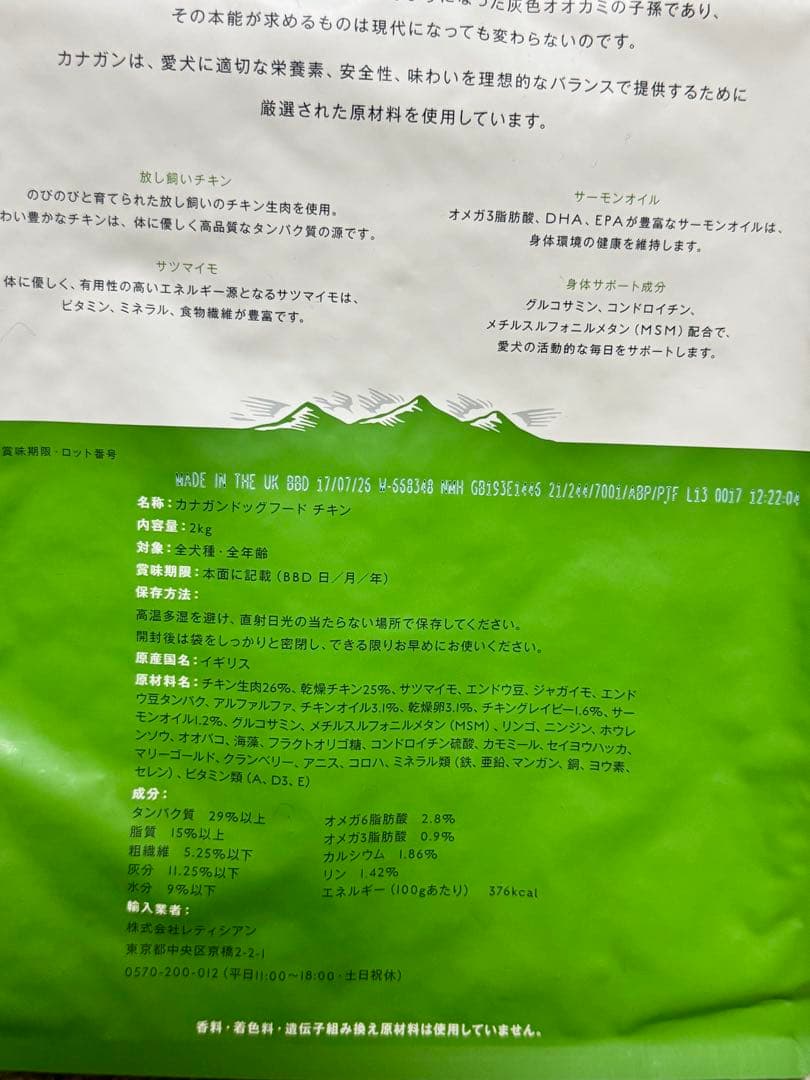 った灰色オオカミの子孫であり、
その本能が求めるものは現代になっても変わらないのです。
カナガンは、愛犬に適切な栄養素、安全性、味わいを理想的なバランスで提供するために
厳選された原材料を使用しています。
放し飼いチキン
のびのびと育てられた放し飼いのチキン生肉を使用。
わい豊かなチキンは、体に優しく高品質なタンパク質の源です。
サツマイモ
体に優しく、有用性の高いエネルギー源となるサツマイモは、
ビタミン、ミネラル、食物繊維が豊富です。
サーモンオイル
オメガ3脂肪酸、DHA、EPAが豊富なサーモンオイルは、
身体環境の健康を維持します。
身体サポート成分
グルコサミン、コンドロイチン、
メチルスルフォニルメタン(MSM)配合で、
愛犬の活動的な毎日をサポートします。
賞味期限・ロット番号
MADE IN THE UK BBD 17/07/26 W-558348 NMH GB193E1445 21/244/7001/ABP/PJF L13 0017 12:22:04
名称:カナガンドッグフード チキン
内容量:2kg
対象:全犬種・全年齢
賞味期限:本面に記載(BBD 日/月/年)
保存方法:
高温多湿を避け、直射日光の当たらない場所で保存してください。
開封後は袋をしっかりと密閉し、できる限りお早めにお使いください。
原産国名:イギリス
原材料名:チキン生肉26%、乾燥チキン25%、サツマイモ、エンドウ豆、ジャガイモ、エンド
ウ豆タンパク、アルファルファ、チキンオイル3.1%、乾燥卵3.1%、チキングレイビー1.6%、サー
モンオイル1.2%、グルコサミン、メチルスルフォニルメタン(MSM)、リンゴ、ニンジン、ホウレ
ンソウ、オオバコ、海藻、フラクトオリゴ糖、コンドロイチン硫酸、カモミール、セイヨウハッカ、
マリーゴールド、クランベリー、アニス、コロハ、ミネラル類(鉄、亜鉛、マンガン、銅、ヨウ素、
セレン)、ビタミン類(A、D3、E)
成分:
タンパク質 29%以上
脂質 15%以上
粗繊維 5.25%以下
灰分 11.25%以下
水分 9%以下
オメガ6脂肪酸 2.8%
オメガ3脂肪酸 0.9%
カルシウム 1.86%
リン 1.42%
エネルギー(100gあたり) 376kcal
輸入業者:
株式会社レティシアン
東京都中央区京橋2-2-1
0570-200-012(平日11:00〜18:00・土日祝休)
香料・着色料・遺伝子組み換え原材料は使用していません。